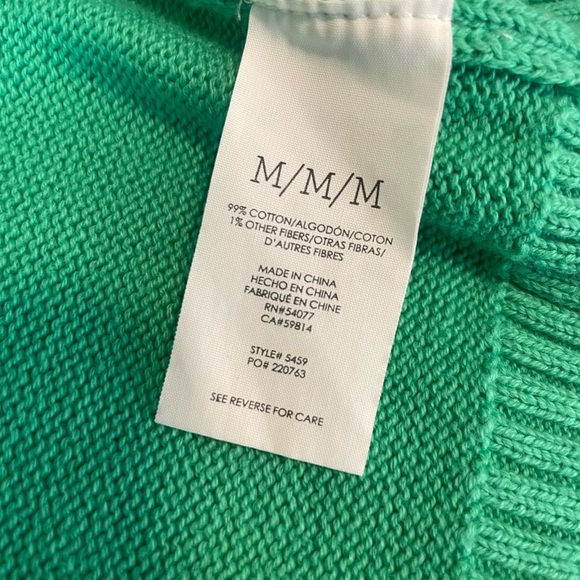 M/M/M
99% COTTON/ALGODÓN/COTON
1% OTHER FIBERS/OTRAS FIBRAS/
D'AUTRES FIBRES
MADE IN CHINA
HECHO EN CHINA
FABRIQUÉ EN CHINE
RN#54077
CA#59814
STYLE# 5459
PO# 220763
SEE REVERSE FOR CARE